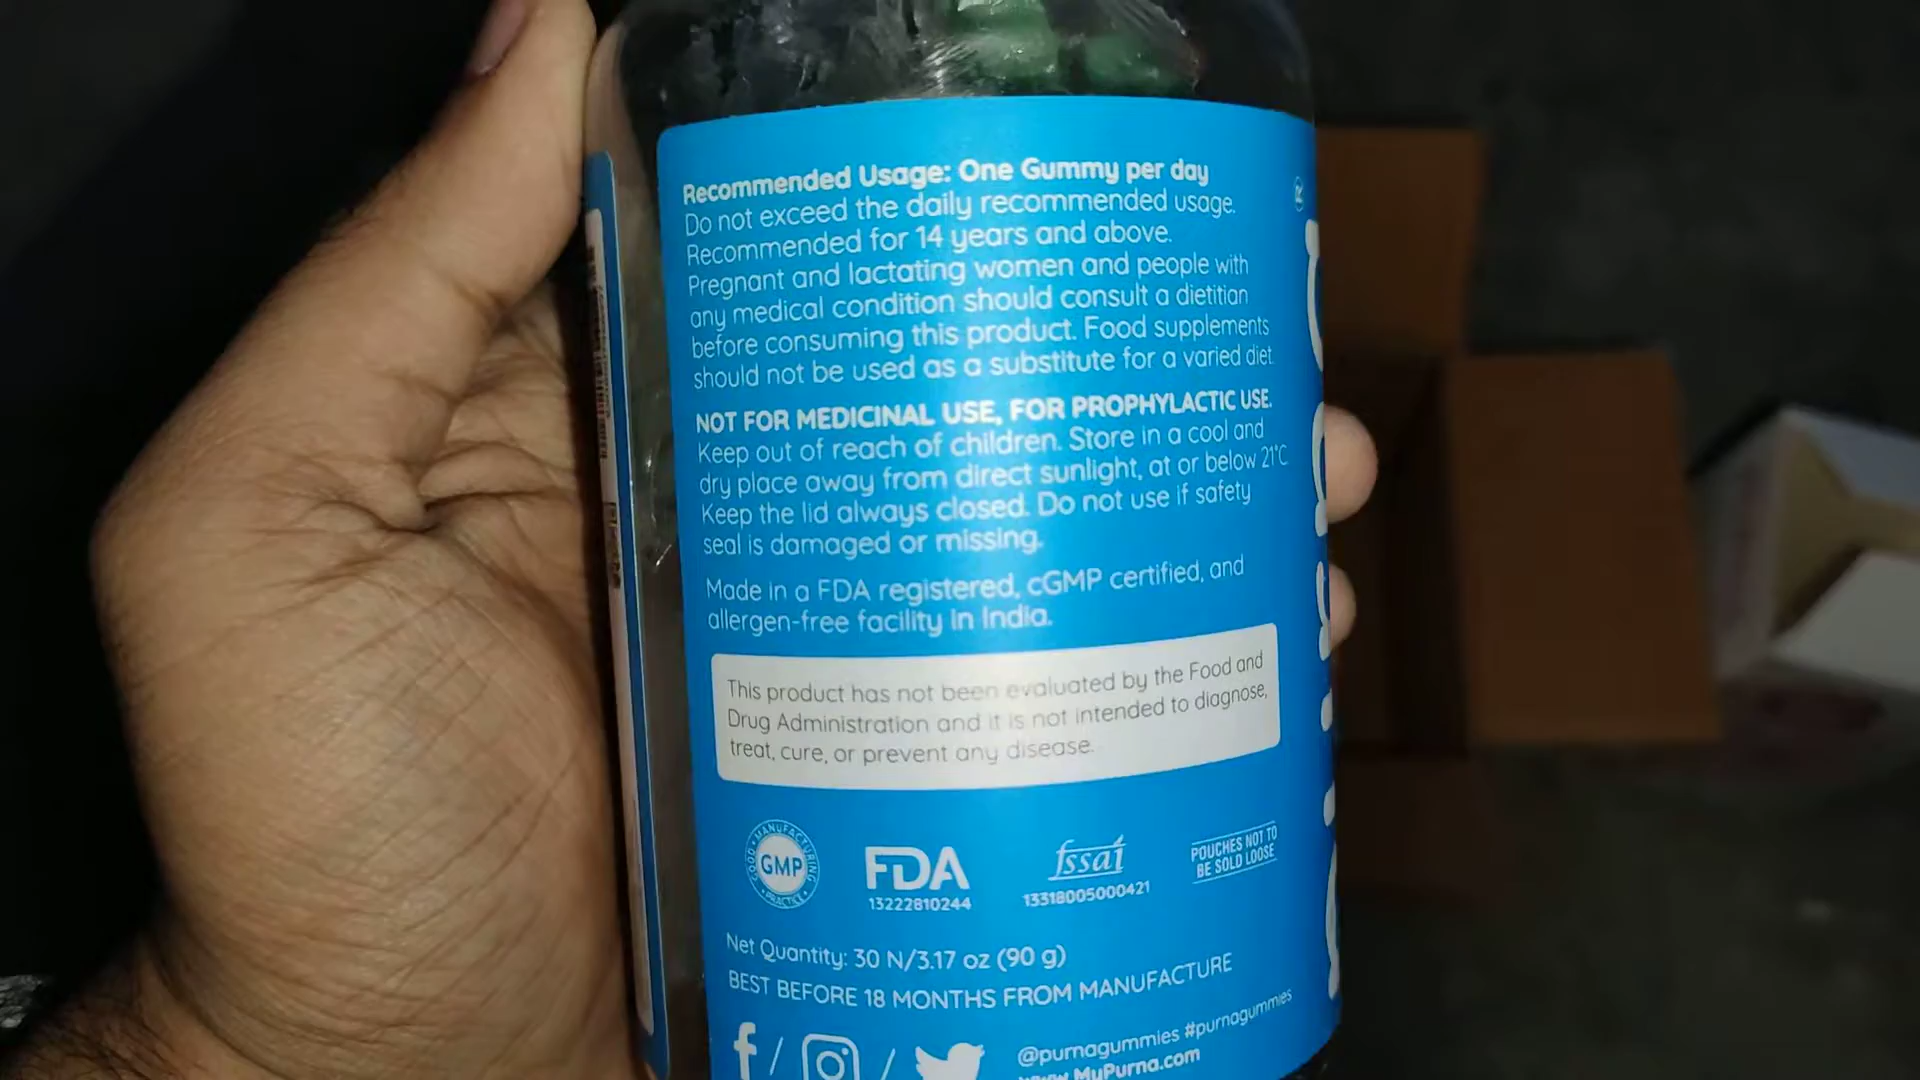 Recommended Usage: One Gummy per day
Do not exceed the daily recommended usage.
Recommended for 14 years and above.
Pregnant and lactating women and people with
any medical condition should consult a dietitian
before consuming this product. Food supplements
should not be used as a substitute for a varied diet.
NOT FOR MEDICINAL USE, FOR PROPHYLACTIC USE.
Keep out of reach of children. Store in a cool and
dry place away from direct sunlight, at or below 21°C
Keep the lid always closed. Do not use if safety
seal is damaged or missing.
Made in a FDA registered, cGMP certified, and
allergen-free facility in India.
This product has not been evaluated by the Food and
Drug Administration and it is not intended to diagnose,
treat, cure, or prevent any disease.
GOOD MANUFACTURING PRACTICE
GMP
FDA
13222810244
fssai
13318005000421
POUCHES NOT TO
BE SOLD LOOSE
Net Quantity: 30 N/3.17 oz (90 g)
BEST BEFORE 18 MONTHS FROM MANUFACTURE
@purnagummies #purnagummies
www.MyPurna.com